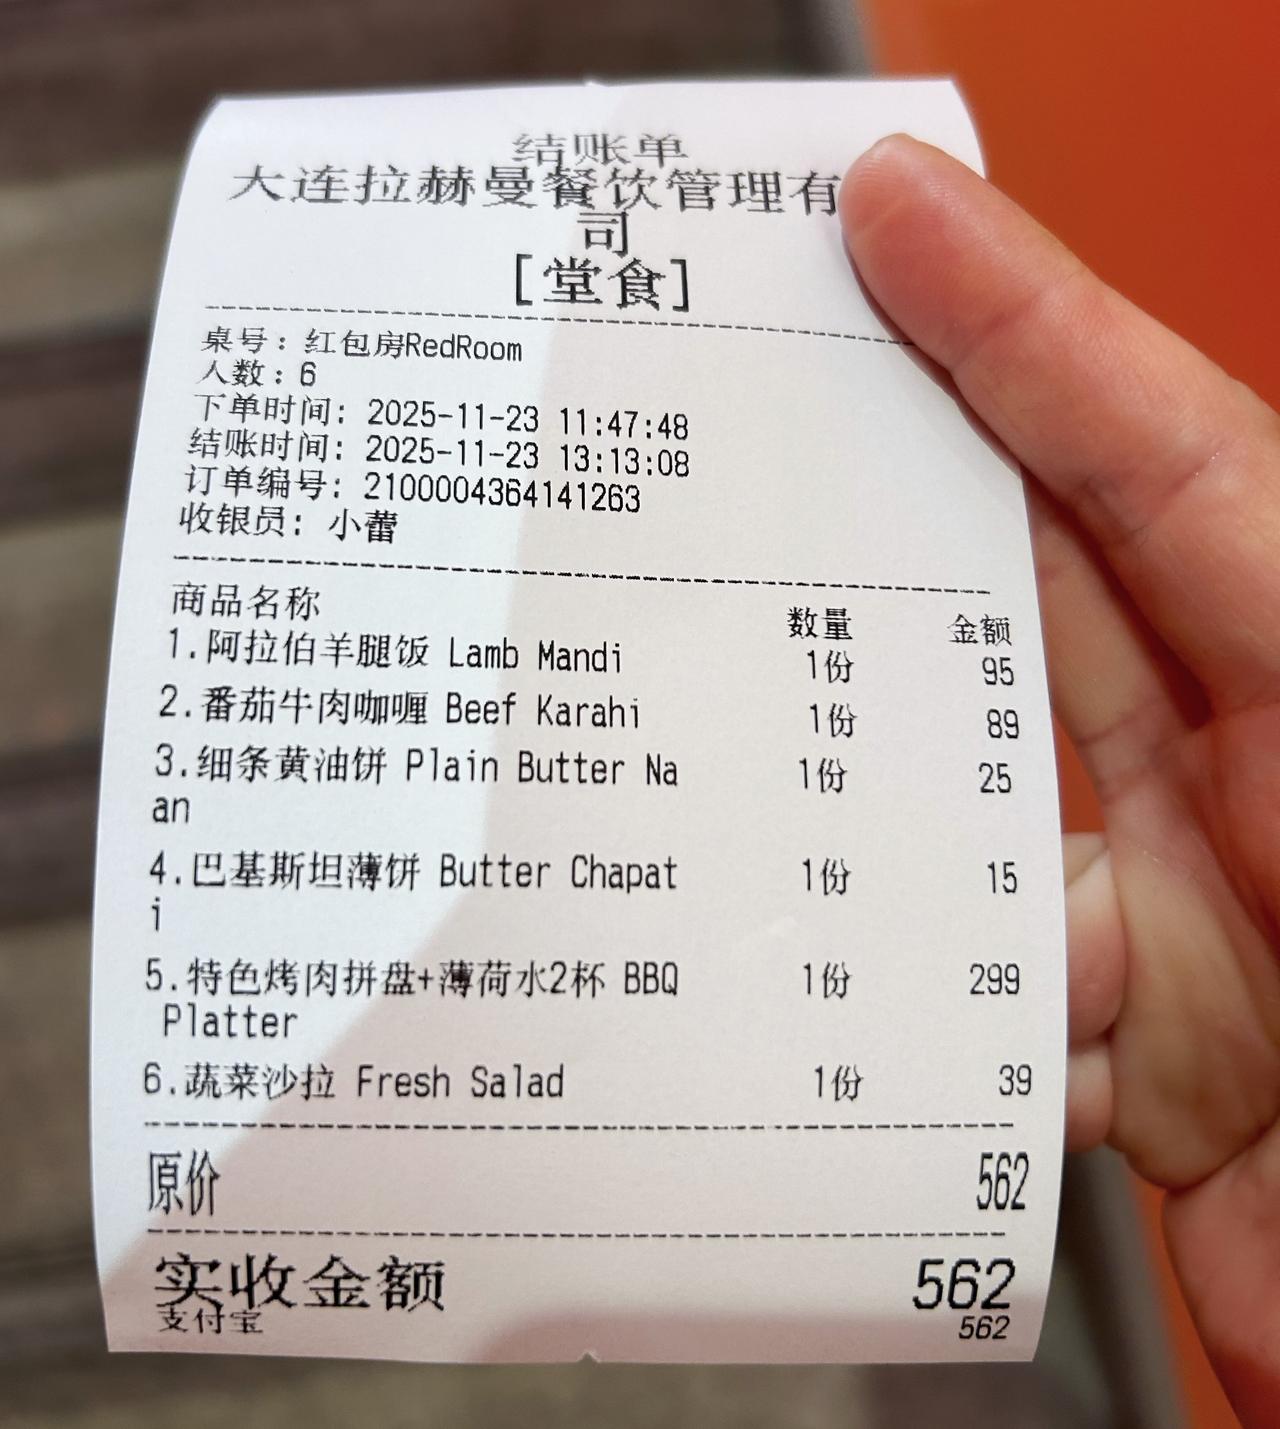 结账单
大连拉赫曼餐饮管理有
司
[堂食]
桌号：红包房RedRoom
人数：6
下单时间: 2025-11-23 11:47:48
结账时间: 2025-11-23 13:13:08
订单编号: 2100004364141263
收银员: 小蕾
商品名称 数量 金额
1.阿拉伯羊腿饭 Lamb Mandi 1份 95
2.番茄牛肉咖喱 Beef Karahi 1份 89
3.细条黄油饼 Plain Butter Na 1份 25
an
4.巴基斯坦薄饼 Butter Chapat 1份 15
i
5.特色烤肉拼盘+薄荷水2杯 BBQ 1份 299
Platter
6.蔬菜沙拉 Fresh Salad 1份 39
原价 562
实收金额 562
支付宝 562